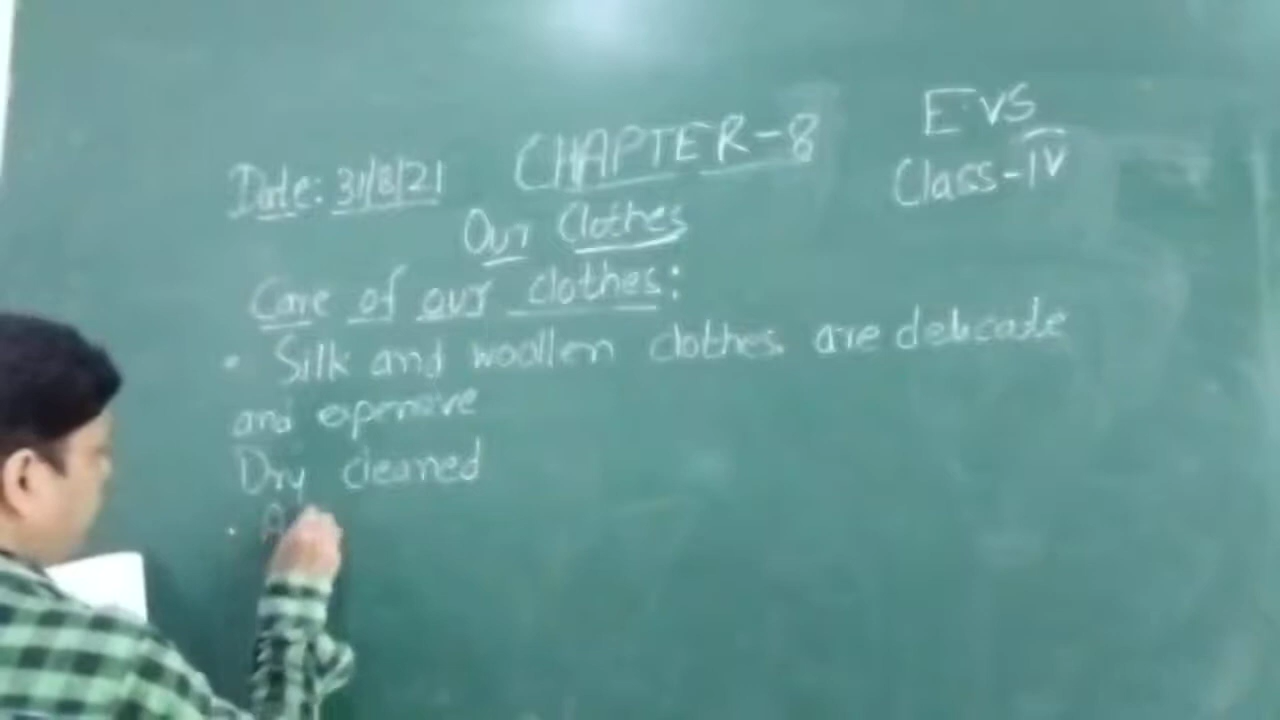 EVS
CHAPTER-8
Date: 31/8/21
Class-IV
Our Clothes
Care of our clothes:
• Silk and woollen clothes are delicate
and epensive
Dry cleaned
•